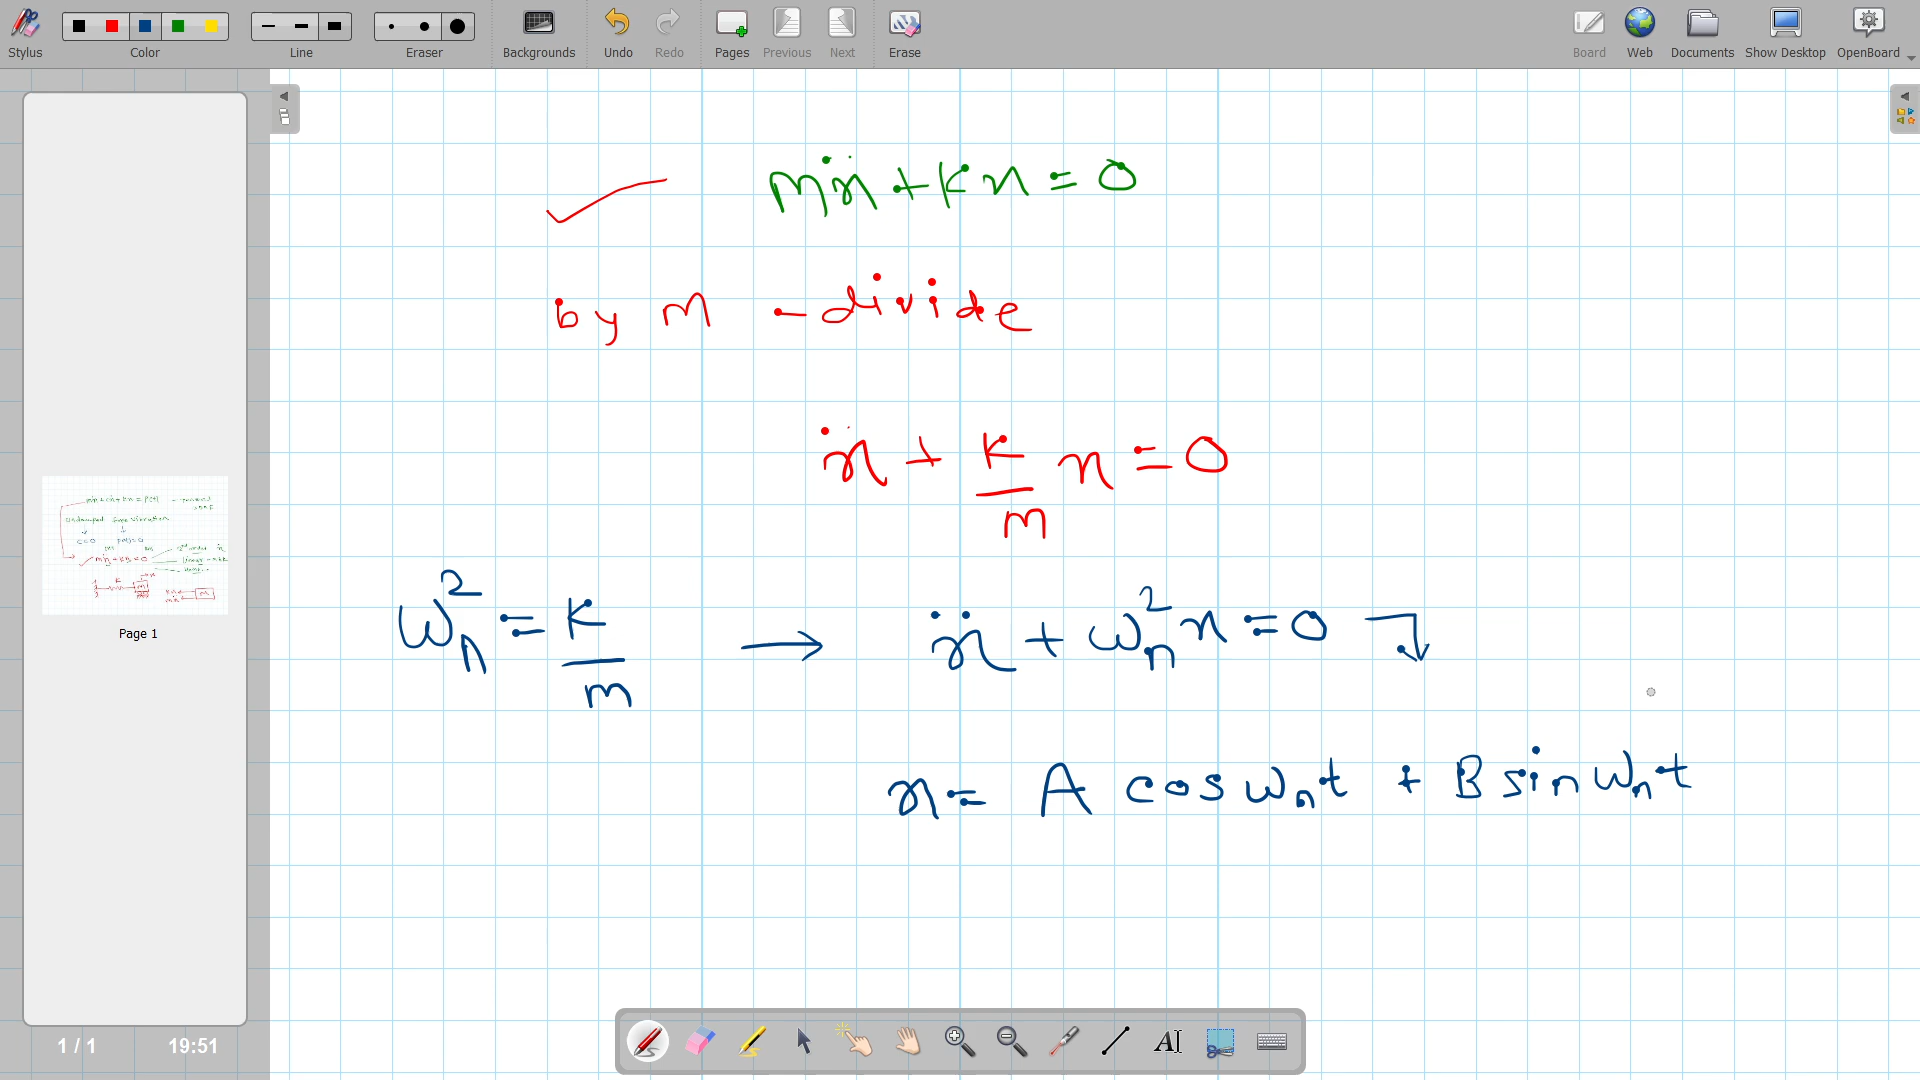 Stylus
Color
Line
Eraser
Backgrounds
Undo
Redo
Pages
Previous
Next
Erase
Board
Web
Documents
Show Desktop
OpenBoard
mẍ + kx = 0
by m - divide
ẍ + k/m x = 0
ωn² = k/m → ẍ + ωn² x = 0
x = A cos ωnt + B sin ωnt
Page 1
1 / 1
19:51